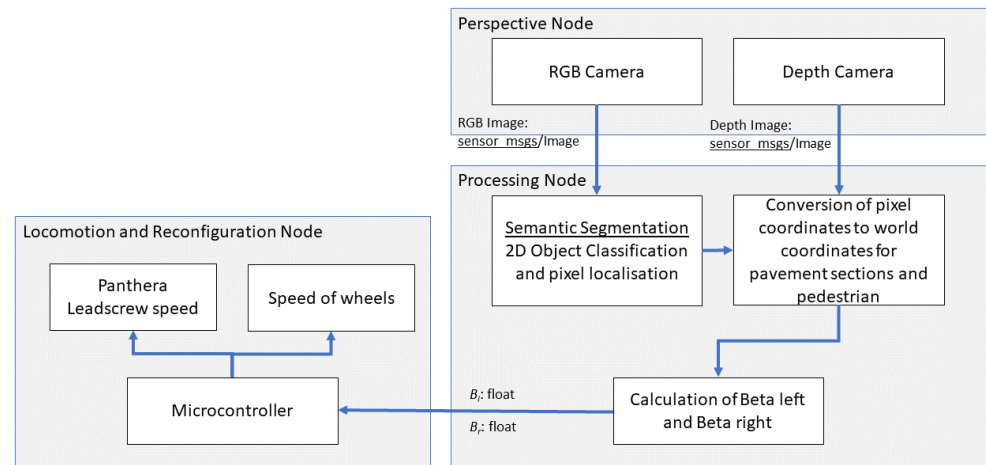 Perspective Node
RGB Camera
Depth Camera
RGB Image:
sensor_msgs/Image
Depth Image:
sensor_msgs/Image
Processing Node
Semantic Segmentation
2D Object Classification
and pixel localisation
Conversion of pixel
coordinates to world
coordinates for
pavement sections and
pedestrian
Locomotion and Reconfiguration Node
Panthera
Leadscrew speed
Speed of wheels
Microcontroller
Bl: float
Br: float
Calculation of Beta left
and Beta right